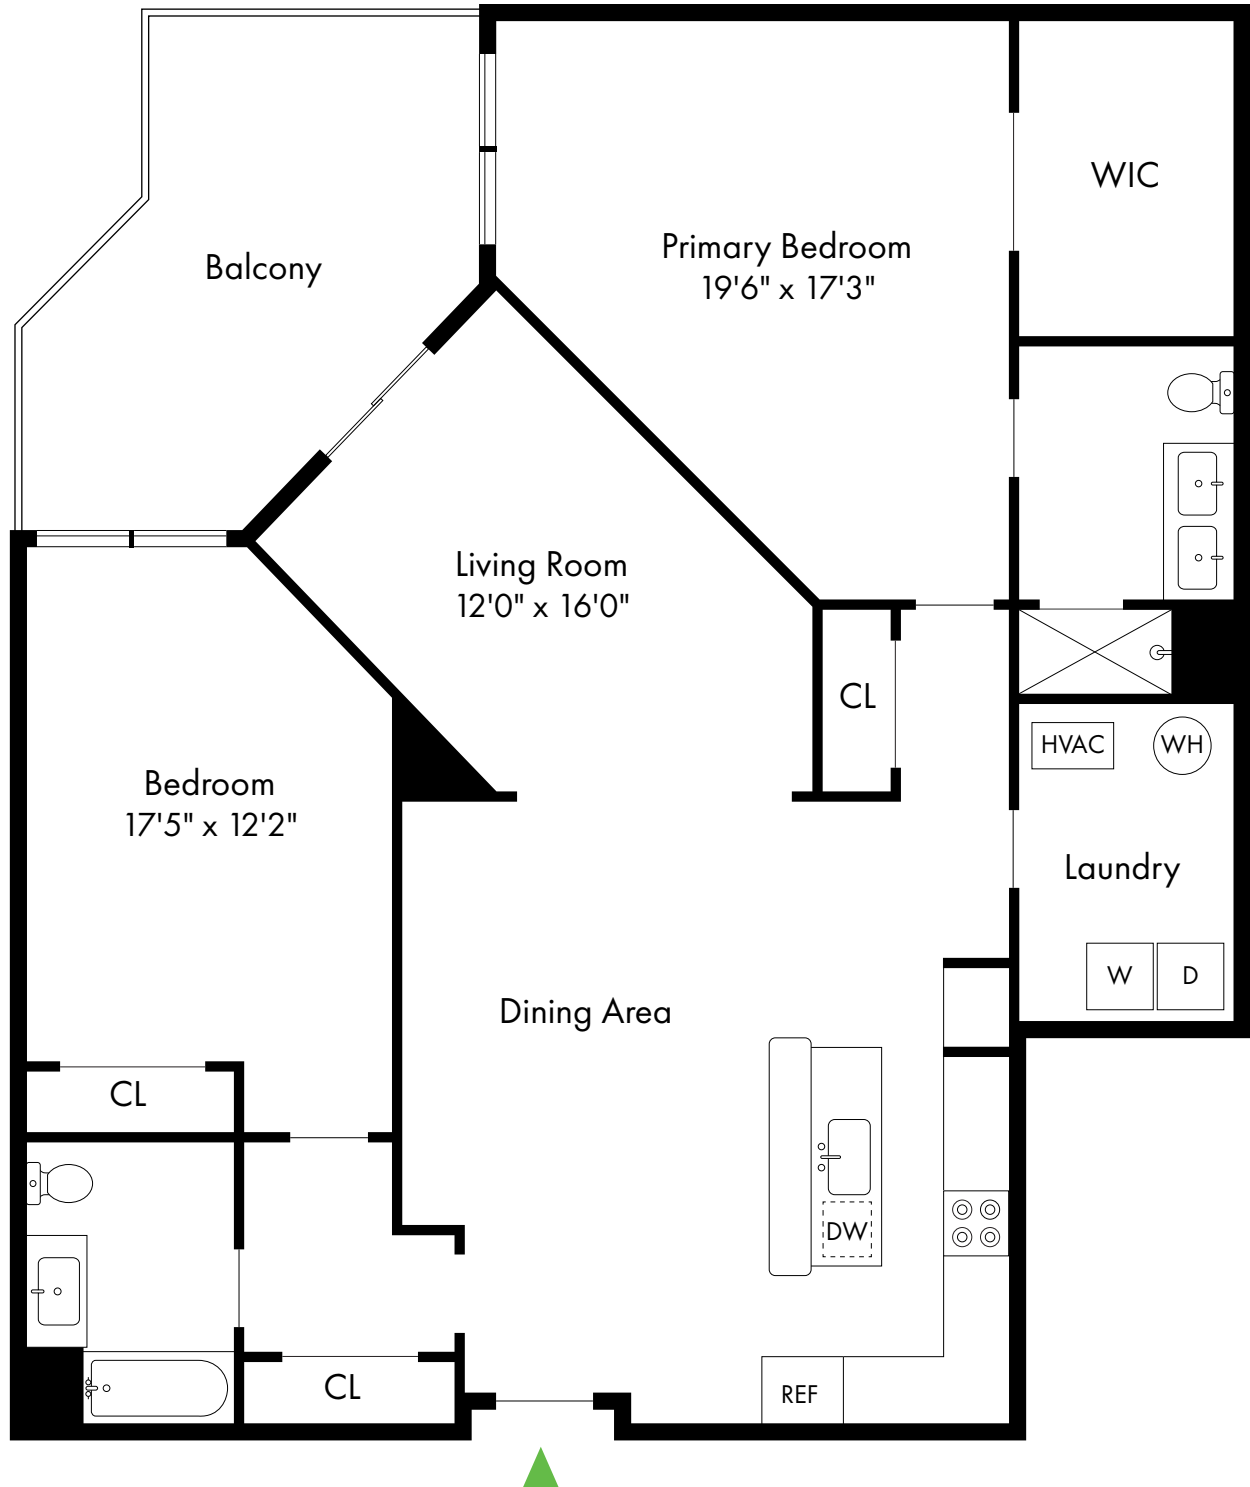 WIC
Primary Bedroom
19'6" x 17'3"
Balcony
Living Room
12'0" x 16'0"
CL
HVAC
WH
Bedroom
17'5" x 12'2"
Laundry
W
D
Dining Area
CL
DW
CL
REF